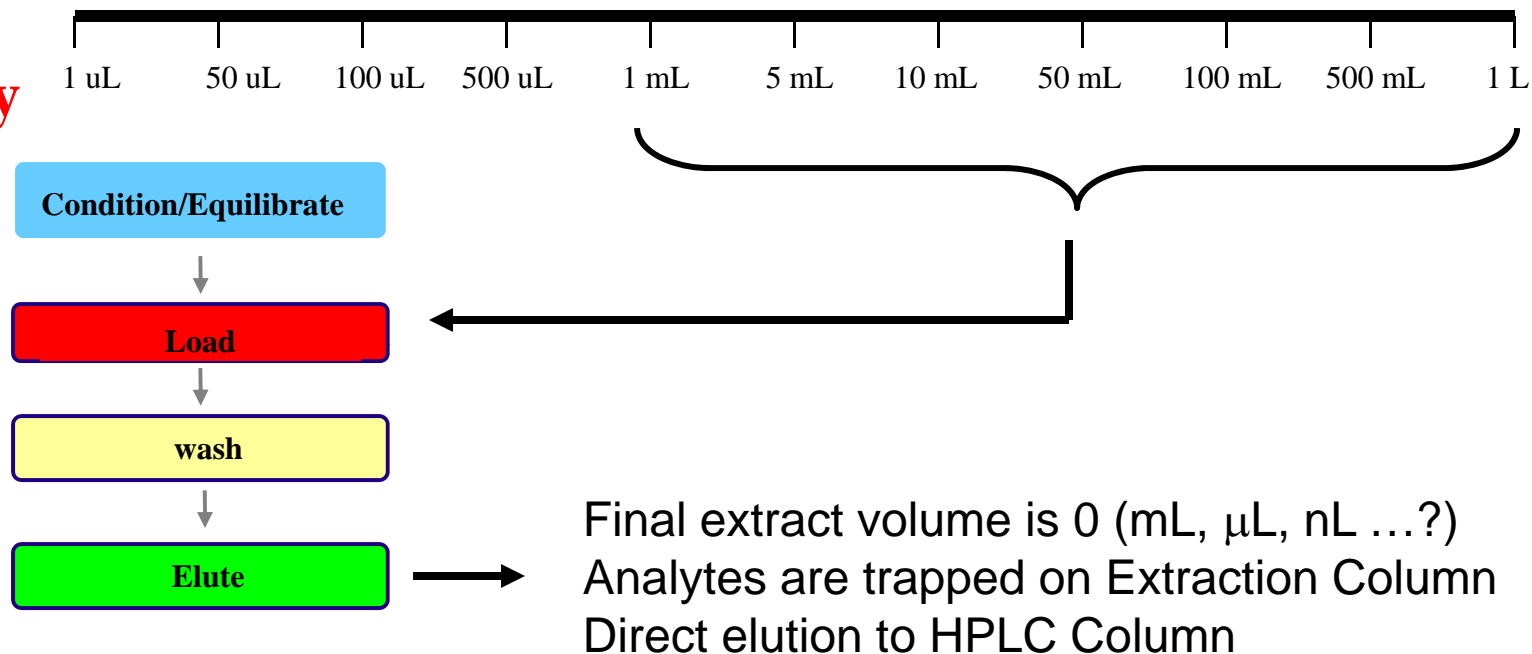 1 uL 50 uL 100 uL 500 uL 1 mL 5 mL 10 mL 50 mL 100 mL 500 mL 1 L
y
Condition/Equilibrate
Load
wash
Elute
Final extract volume is 0 (mL, μL, nL …?)
Analytes are trapped on Extraction Column
Direct elution to HPLC Column